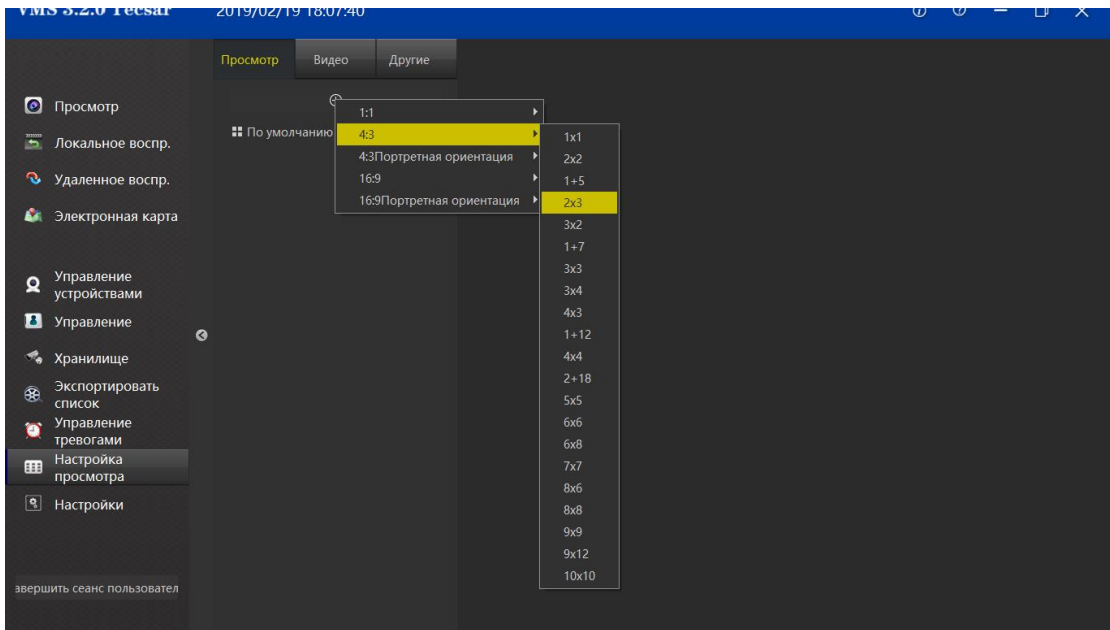 VMS 3.2.0 Tecsar 2019/02/19 18:07:40
Просмотр Видео Другие
Просмотр
Локальное воспр.
Удаленное воспр.
Электронная карта
Управление
устройствами
Управление
Хранилище
Экспортировать
список
Управление
тревогами
Настройка
просмотра
Настройки
авершить сеанс пользовател
По умолчанию
1:1
4:3
4:3Портретная ориентация
16:9
16:9Портретная ориентация
1x1
2x2
1+5
2x3
3x2
1+7
3x3
3x4
4x3
1+12
4x4
2+18
5x5
6x6
6x8
7x7
8x6
8x8
9x9
9x12
10x10